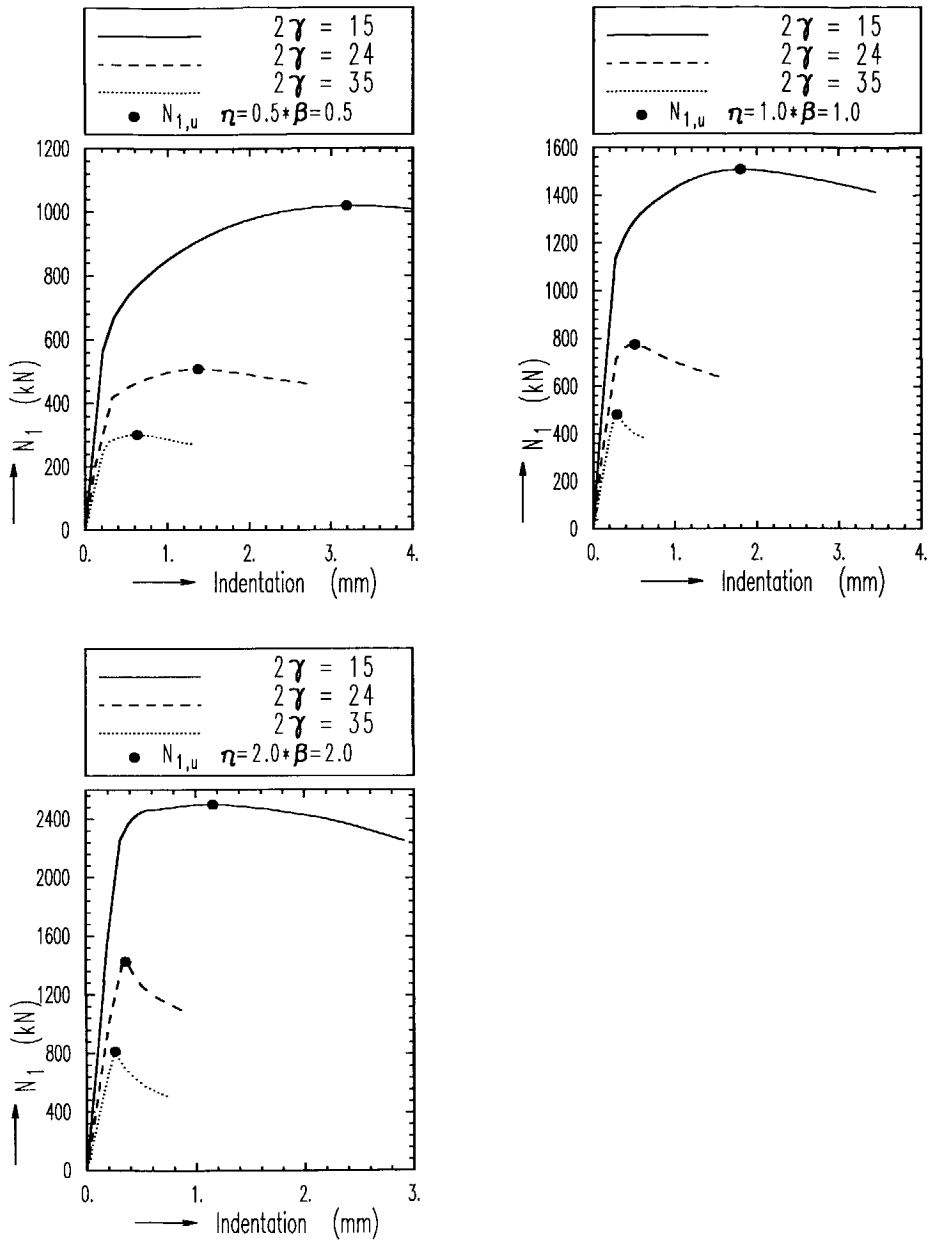 2γ = 15
2γ = 24
2γ = 35
N1,u η=0.5*β=0.5
1200
1000
800
600
400
200
0
N1 (kN)
0. 1. 2. 3. 4.
Indentation (mm)
2γ = 15
2γ = 24
2γ = 35
N1,u η=1.0*β=1.0
1600
1400
1200
1000
800
600
400
200
0
N1 (kN)
0. 1. 2. 3. 4.
Indentation (mm)
2γ = 15
2γ = 24
2γ = 35
N1,u η=2.0*β=2.0
2400
2000
1600
1200
800
400
0
N1 (kN)
0. 1. 2. 3.
Indentation (mm)